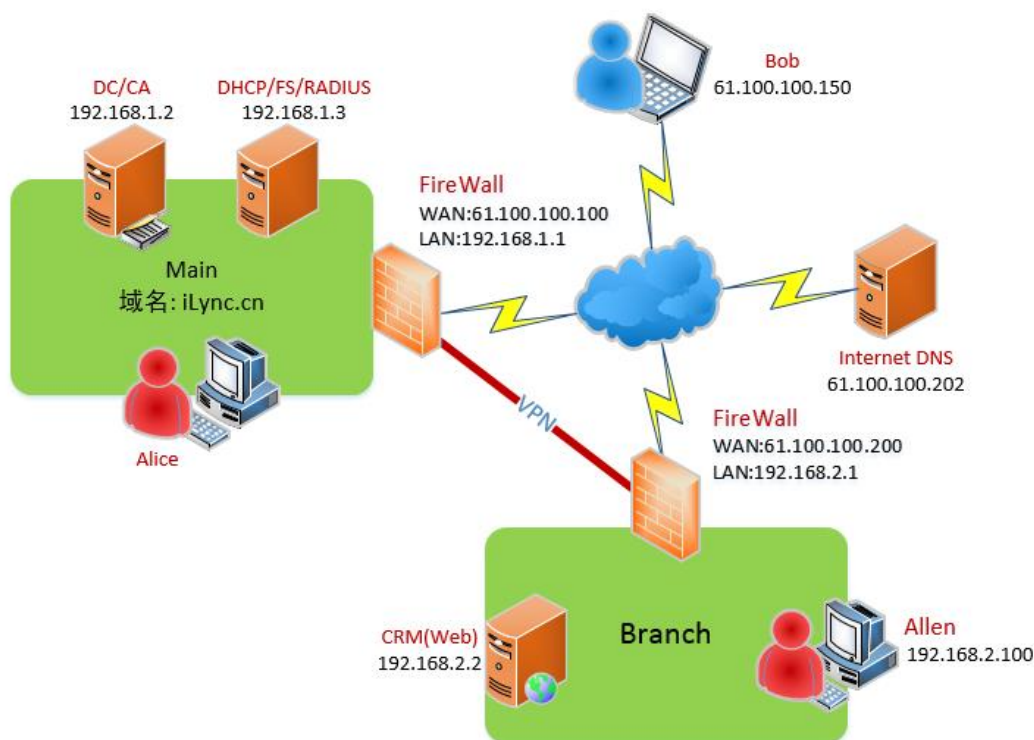 DC/CA
192.168.1.2
DHCP/FS/RADIUS
192.168.1.3
Main
域名: iLync.cn
Alice
FireWall
WAN:61.100.100.100
LAN:192.168.1.1
Bob
61.100.100.150
Internet DNS
61.100.100.202
VPN
FireWall
WAN:61.100.100.200
LAN:192.168.2.1
CRM(Web)
192.168.2.2
Branch
Allen
192.168.2.100